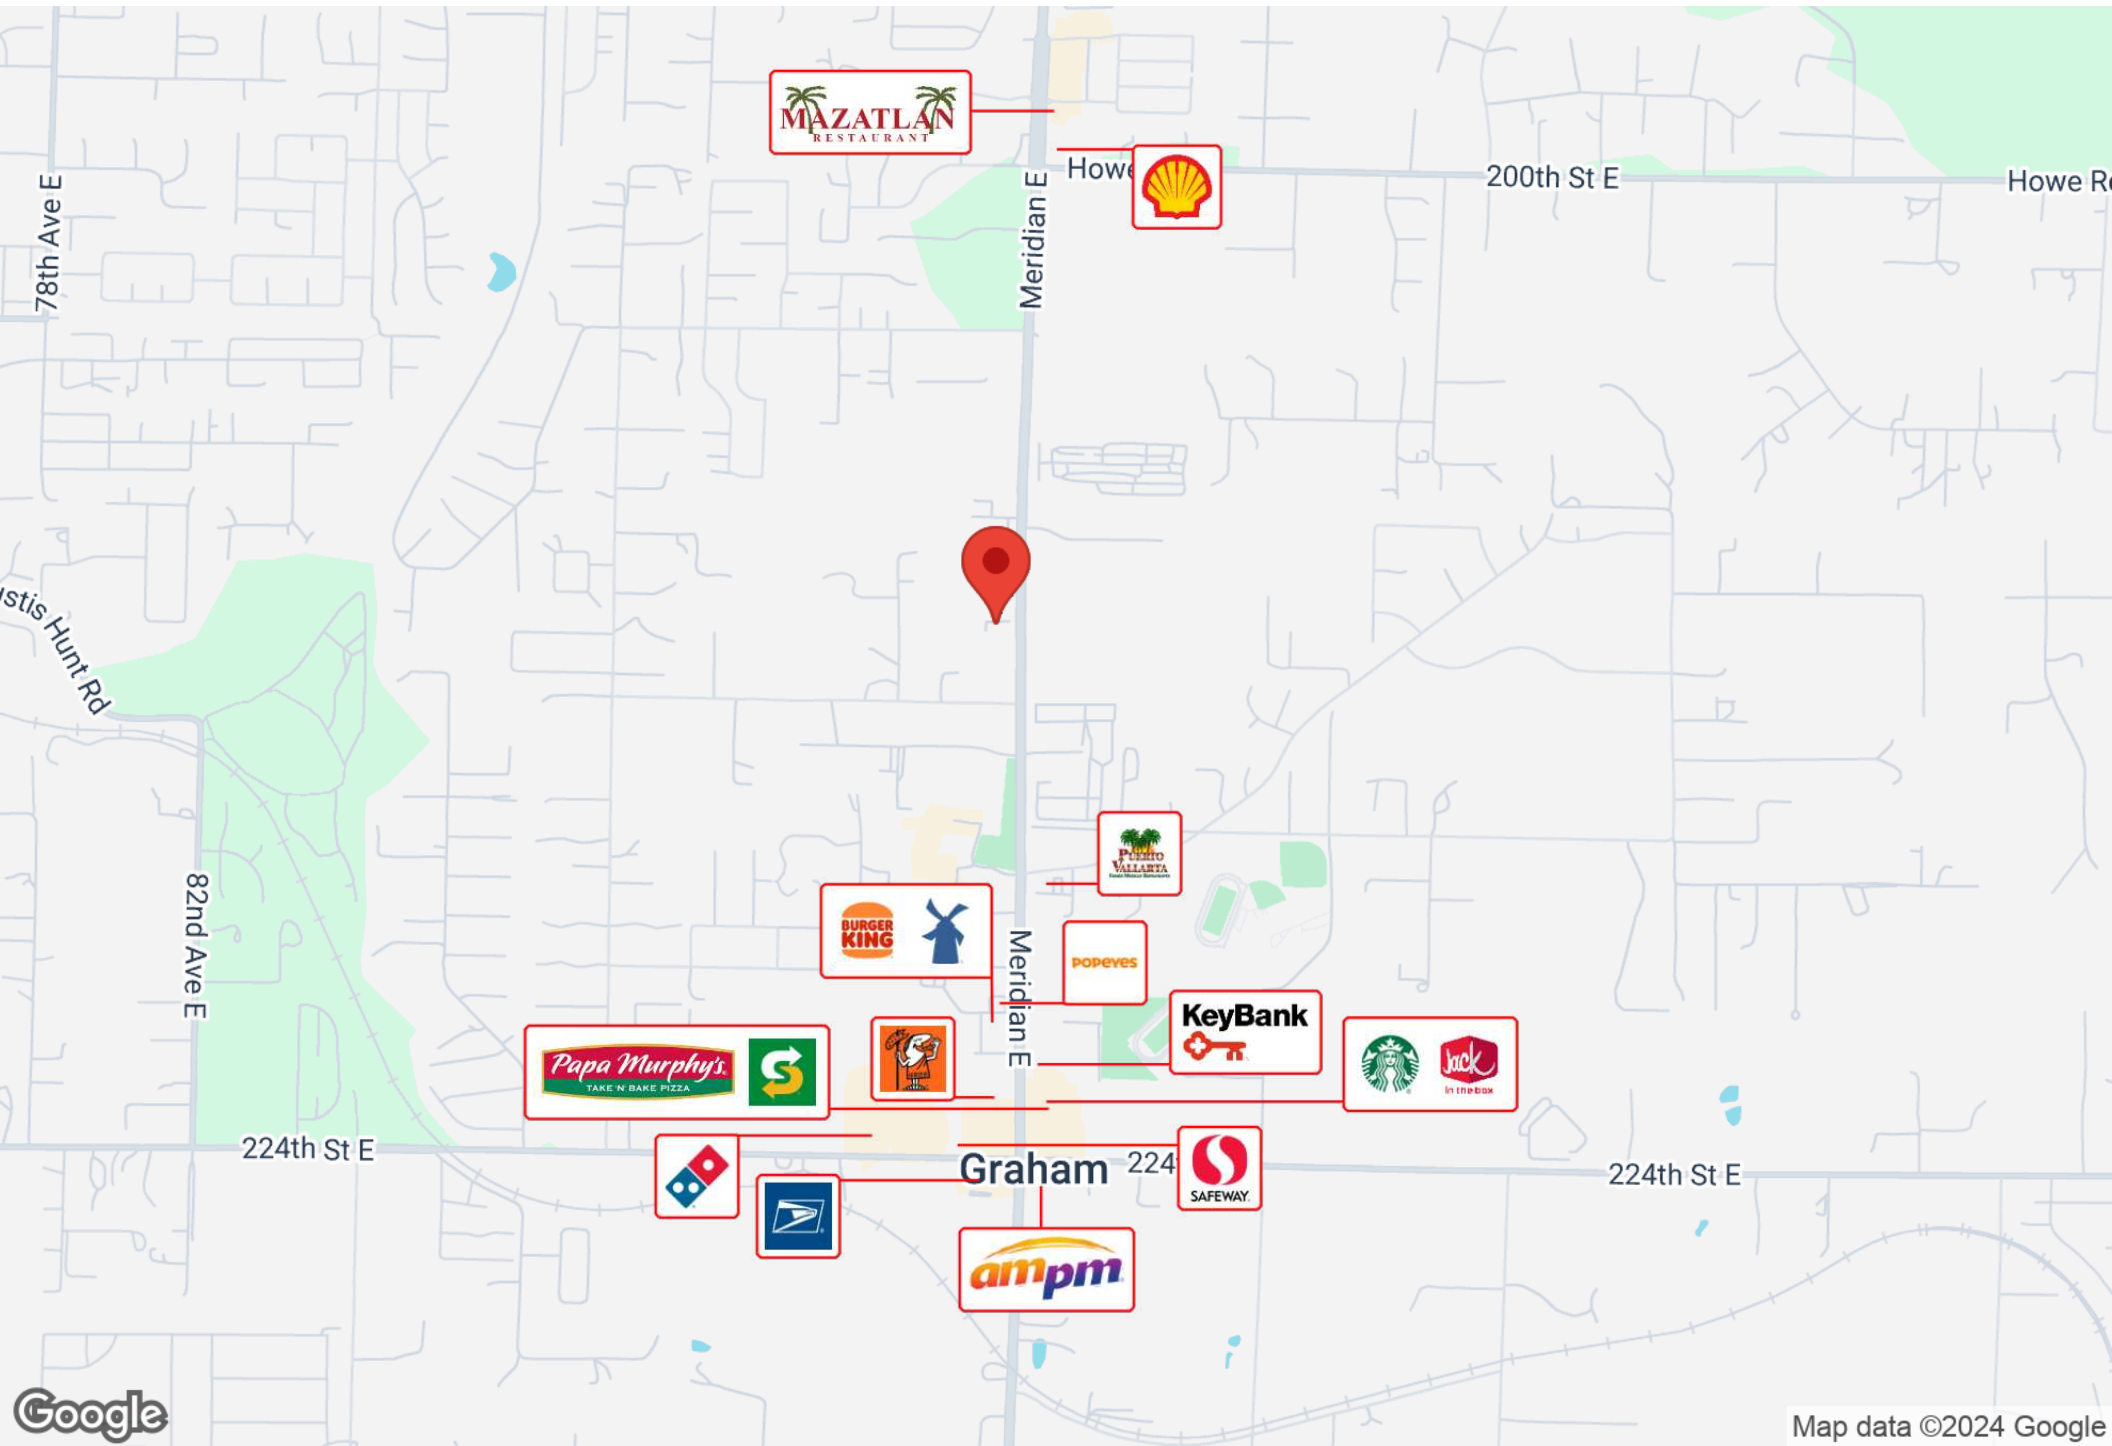 MAZATLAN
RESTAURANT
Howe
200th St E
Howe R
78th Ave E
Meridian E
ustis Hunt Rd
PUERTO
VALLARTA
82nd Ave E
BURGER
KING
Meridian E
POPEYES
KeyBank
Papa Murphy's
TAKE 'N' BAKE PIZZA
Jack
in the box
224th St E
Graham
224
SAFEWAY
224th St E
ampm
Google
Map data ©2024 Google